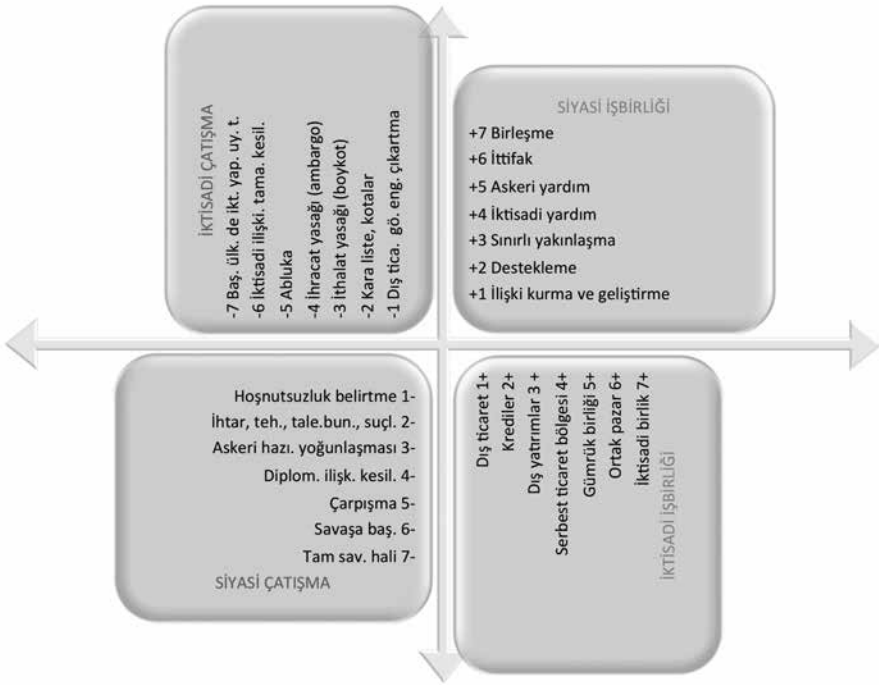 İKTİSADİ ÇATIŞMA
-7 Baş. ülk. de ikt. yap. uy. t.
-6 İktisadi ilişki. tama. kesil.
-5 Abluka
-4 İhracat yasağı (ambargo)
-3 İthalat yasağı (boykot)
-2 Kara liste, kotalar
-1 Dış tica. gö. eng. çıkartma
SİYASİ İŞBİRLİĞİ
+7 Birleşme
+6 İttifak
+5 Askeri yardım
+4 İktisadi yardım
+3 Sınırlı yakınlaşma
+2 Destekleme
+1 İlişki kurma ve geliştirme
Hoşnutsuzluk belirtme 1-
İhtar, teh., tale.bun., suçl. 2-
Askeri hazı. yoğunlaşması 3-
Diplom. ilişk. kesil. 4-
Çarpışma 5-
Savaşa baş. 6-
Tam sav. hali 7-
SİYASİ ÇATIŞMA
Dış ticaret 1+
Krediler 2+
Dış yatırımlar 3 +
Serbest ticaret bölgesi 4+
Gümrük birliği 5+
Ortak pazar 6+
İktisadi birlik 7+
İKTİSADİ İŞBİRLİĞİ